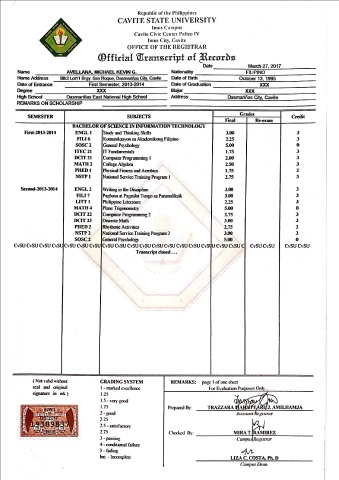 Republic of the Philippines
CAVITE STATE UNIVERSITY
Imus Campus
Cavite Civic Center Palico IV
Imus City, Cavite
OFFICE OF THE REGISTRAR
Official Transcript of Records
Date March 27, 2017
Name AVELLANA, MICHAEL KEVIN G. Nationality FILIPINO
Home Address Blk3 Lot11 Brgy. San Roque, Dasmariñas City, Cavite Date of Birth October 13, 1995
Date of Entrance First Semester, 2013-2014 Date of Graduation XXX
Degree XXX Major XXX
High School Dasmariñas East National High School Address Dasmariñas City, Cavite
REMARKS ON SCHOLARSHIP
SEMESTER SUBJECTS Grades Credit
Final Re-exam
BACHELOR OF SCIENCE IN INFORMATION TECHNOLOGY
First-2013-2014 ENGL 1 Study and Thinking Skills 3.00 3
FILI 6 Komunikasyon sa Akademikong Filipino 2.25 3
SOSC 2 General Psychology 5.00 0
ITEC 21 IT Fundamentals 1.75 3
DCIT 21 Computer Programming 1 2.00 3
MATH 2 College Algebra 2.50 3
PHED 1 Physical Fitness and Aerobics 1.75 2
NSTP 1 National Service Training Program 1 2.75 3
Second-2013-2014 ENGL 2 Writing in the Discipline 3.00 3
FILI 7 Pagbasa at Pagsulat Tungo sa Pananaliksik 3.00 3
LITT 1 Philippine Literature 2.25 3
MATH 4 Plane Trigonometry 5.00 0
DCIT 22 Computer Programming 2 2.75 3
DCIT 23 Discrete Math 3.00 3
PHED 2 Rhythmic Activities 2.75 2
NSTP 2 National Service Training Program 2 3.00 3
SOSC 2 General Psychology 5.00 0
CvSU CvSU CvSU CvSU CvSU CvSU CvSU CvSU CvSU CvSU CvSU CvSU CvSU CvSU CvSU CvSU CvSU
Transcript closed . . .
( Not valid without
seal and original
signature in ink )
GRADING SYSTEM
1 - marked excellence
1.25
1.5 - very good
1.75
2 - good
2.25
2.5 - satisfactory
2.75
3 - passing
4 - conditional failure
5 - failing
Inc. - Incomplete
REMARKS: page 1 of one sheet
For Evaluation Purposes Only
Prepared By:
Assistant Registrar
Checked By: MIRA T. RAMIREZ
Campus Registrar
LIZA C. COSTA, Ph. D
Campus Dean